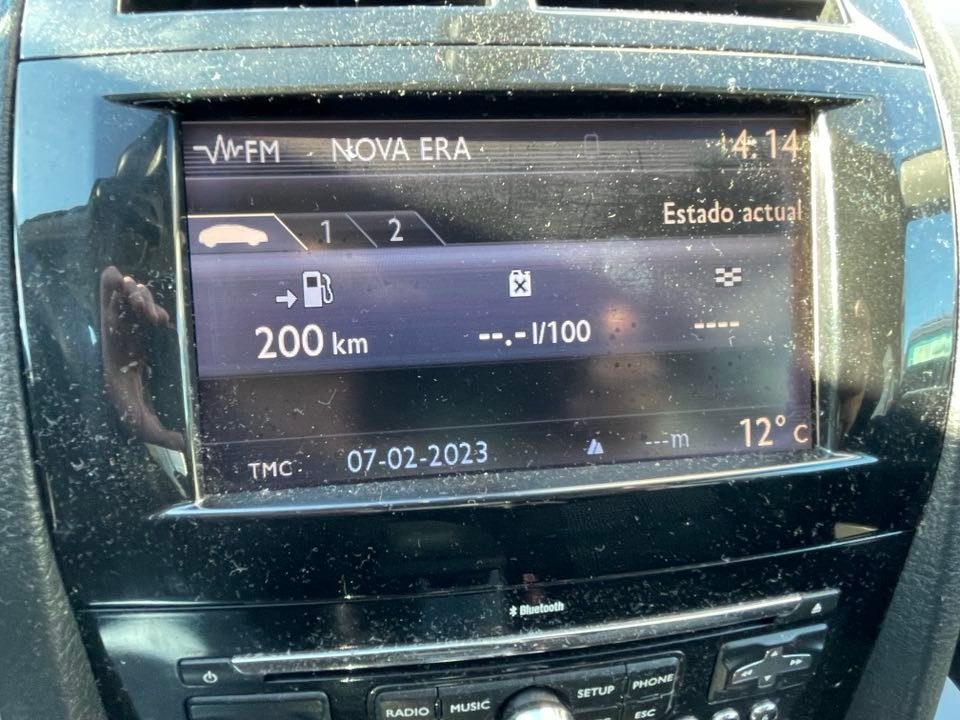 FM NOVA ERA 14:14
Estado actual
1 2
200 km --.- l/100 ----
TMC 07-02-2023 ---m 12° C
Bluetooth
RADIO MUSIC SETUP PHONE
ESC